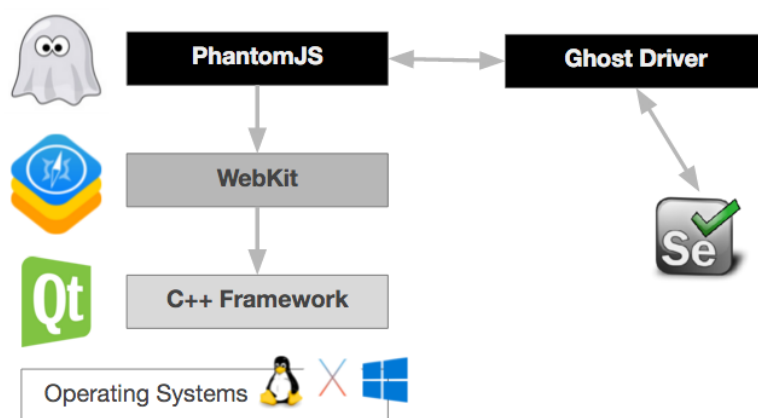 PhantomJS
Ghost Driver
WebKit
Se
Qt
C++ Framework
Operating Systems